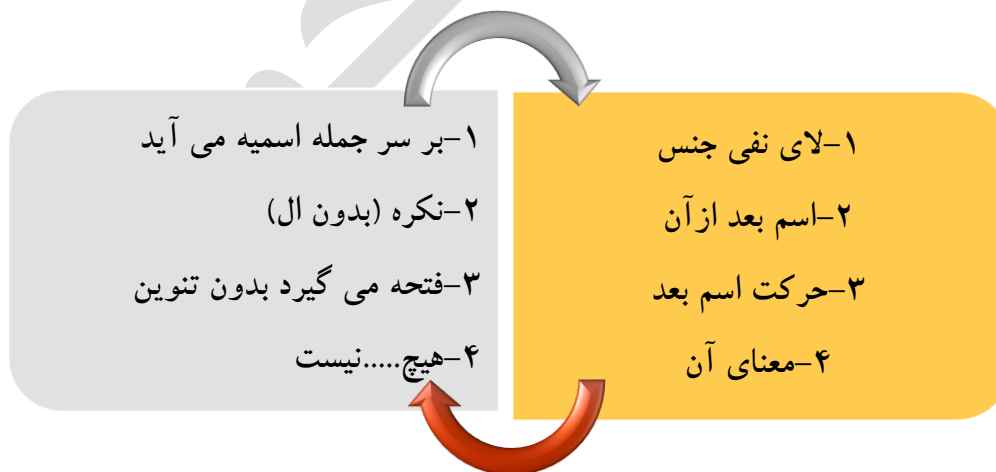 ۱-لای نفی جنس
۲-اسم بعد ازآن
۳-حرکت اسم بعد
۴-معنای آن
۱-بر سر جمله اسمیه می آید
۲-نکره (بدون ال)
۳-فتحه می گیرد بدون تنوین
۴-هیچ.....نیست